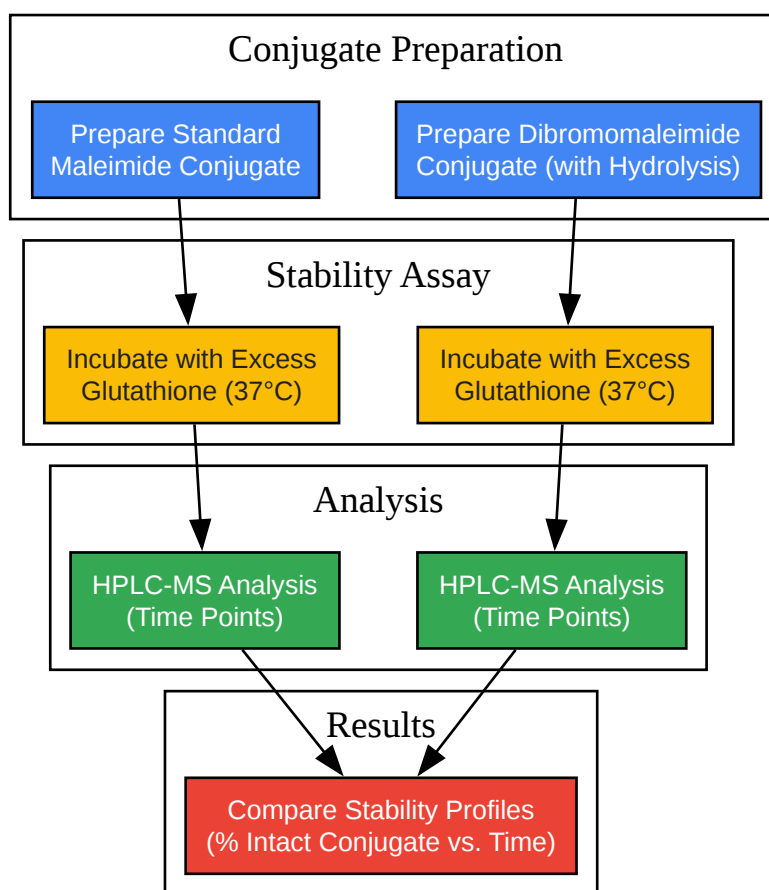 Conjugate Preparation
Prepare Standard
Maleimide Conjugate
Prepare Dibromomaleimide
Conjugate (with Hydrolysis)
Stability Assay
Incubate with Excess
Glutathione (37°C)
Incubate with Excess
Glutathione (37°C)
Analysis
HPLC-MS Analysis
(Time Points)
HPLC-MS Analysis
(Time Points)
Results
Compare Stability Profiles
(% Intact Conjugate vs. Time)